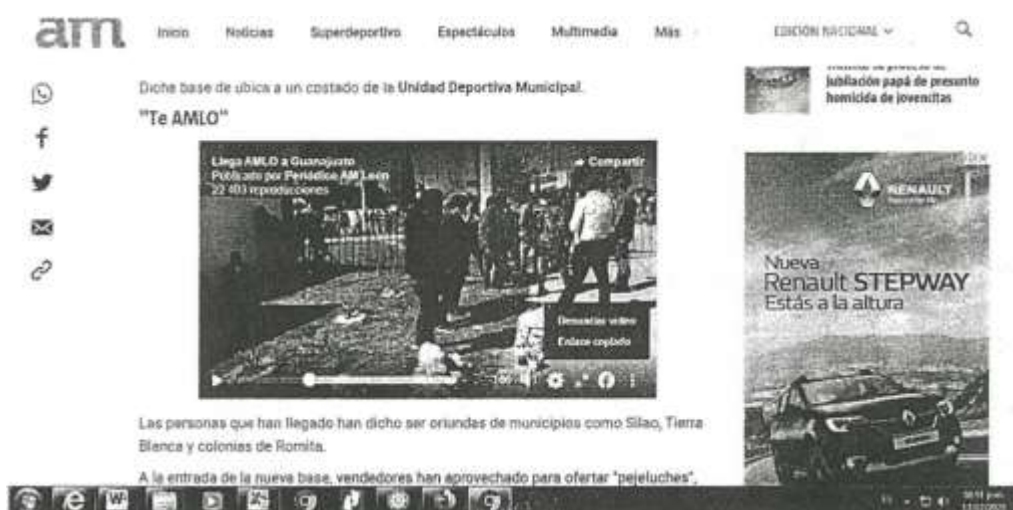 am
Inicio Noticias Superdeportivo Espectáculos Multimedia Más
EDICIÓN NACIONAL
jubilación papá de presunto
homicida de jovencitas
Dicha base de ubica a un costado de la Unidad Deportiva Municipal.
"Te AMLO"
Llega AMLO a Guanajuato
Publicado por Periódico AM León
22 403 reproducciones
Compartir
Denunciar video
Enlace copiado
RENAULT
Nueva
Renault STEPWAY
Estás a la altura
Las personas que han llegado han dicho ser oriundas de municipios como Silao, Tierra
Blanca y colonias de Romita.
A la entrada de la nueva base, vendedores han aprovechado para ofertar "pejeluches",